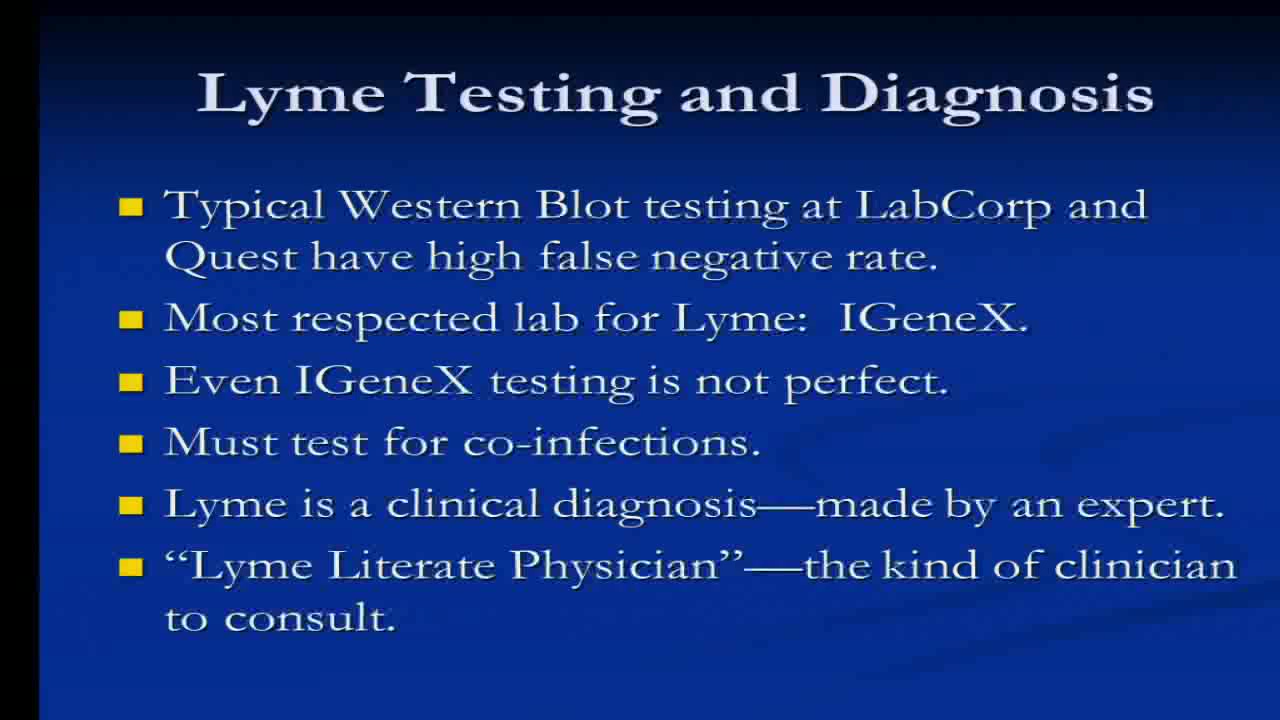 Lyme Testing and Diagnosis
Typical Western Blot testing at LabCorp and
Quest have high false negative rate.
Most respected lab for Lyme:  IGeneX.
Even IGeneX testing is not perfect.
Must test for co-infections.
Lyme is a clinical diagnosis—made by an expert.
“Lyme Literate Physician”—the kind of clinician
to consult.